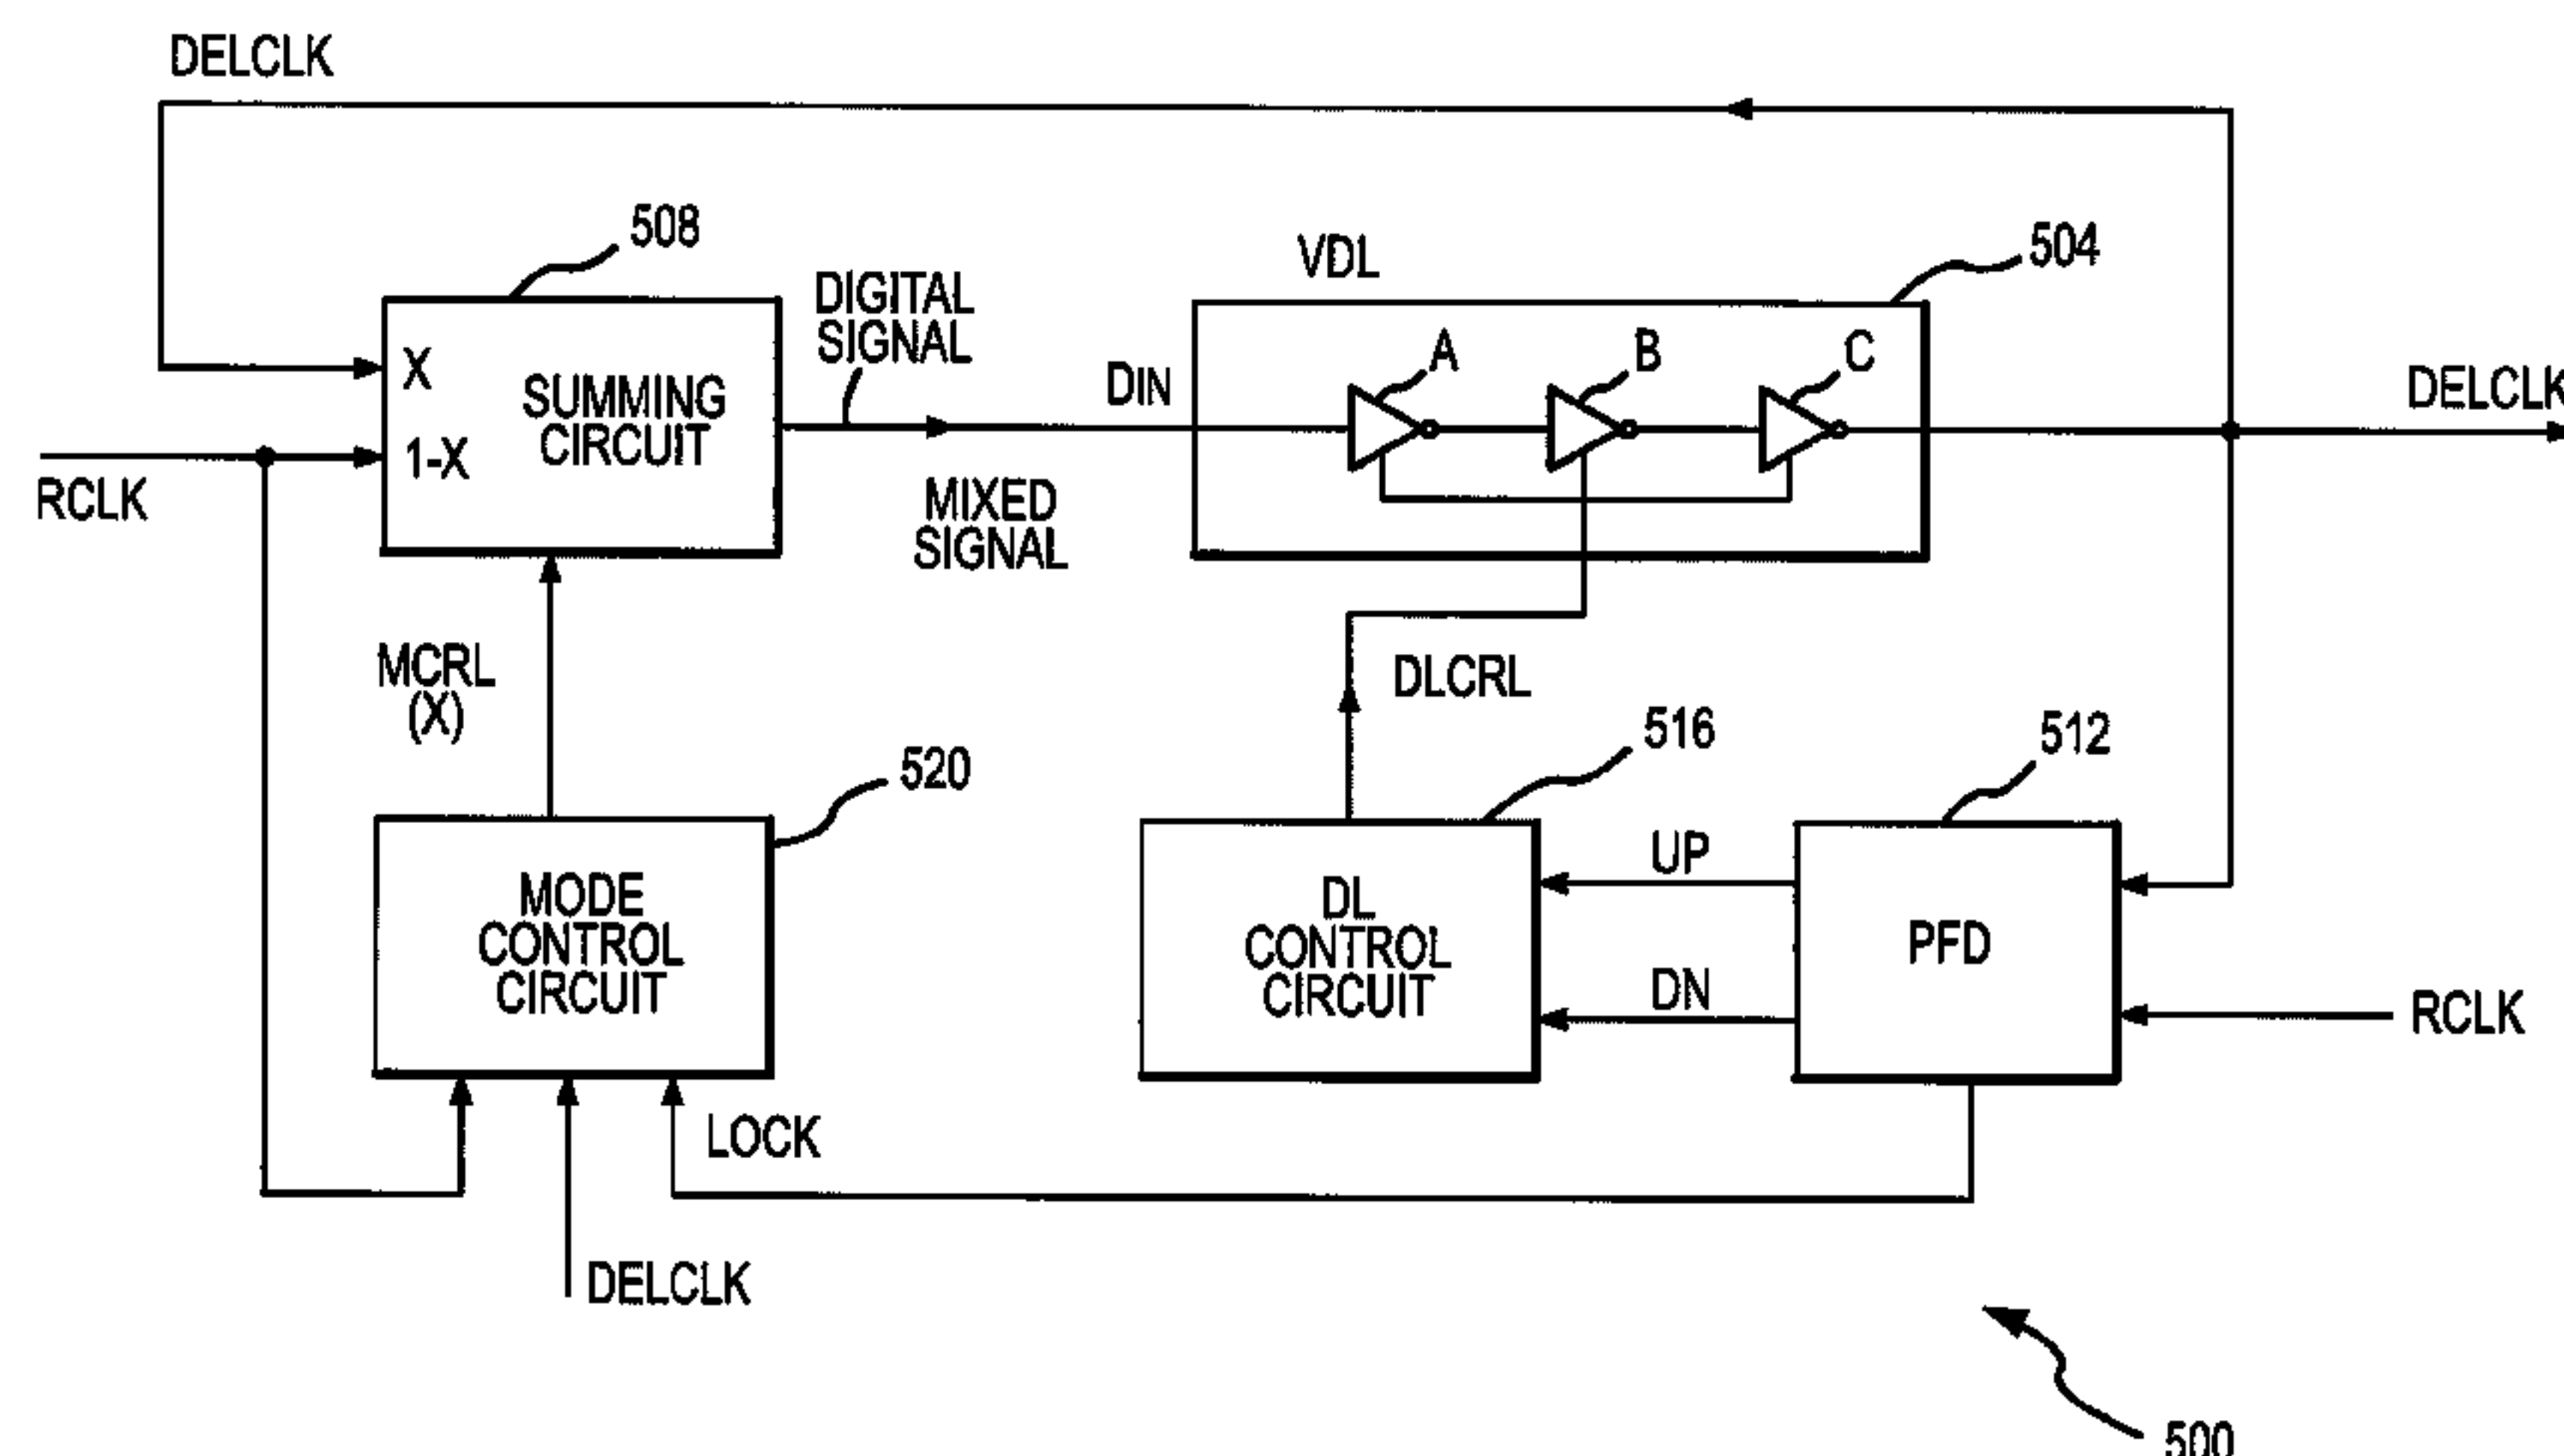 DELCLK
508
VDL
504
DIGITAL
SIGNAL
DIN
A
B
C
X
SUMMING
CIRCUIT
1-X
DELCLK
RCLK
MIXED
SIGNAL
MCRL
(X)
DLCRL
516
512
520
MODE
CONTROL
CIRCUIT
DL
CONTROL
CIRCUIT
UP
DN
PFD
RCLK
LOCK
DELCLK
500